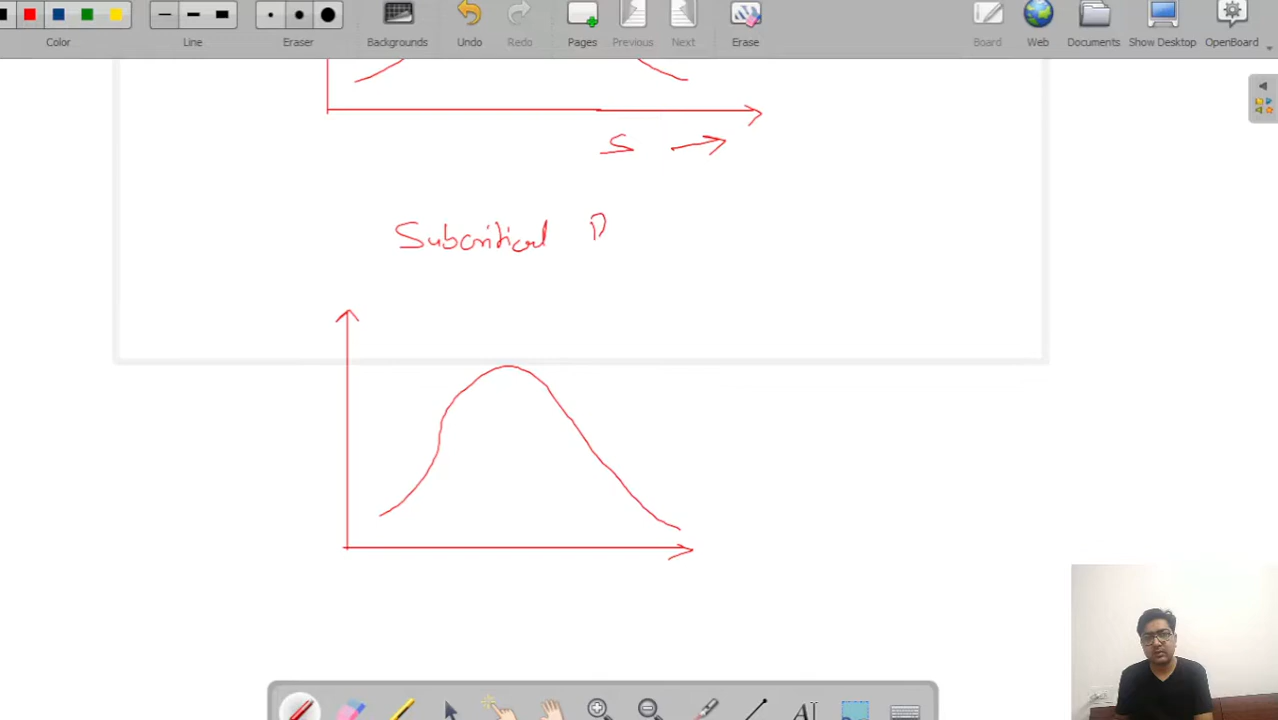 Color
Line
Eraser
Backgrounds
Undo
Redo
Pages
Previous
Next
Erase
Board
Web
Documents
Show Desktop
OpenBoard
S
Subcritical D